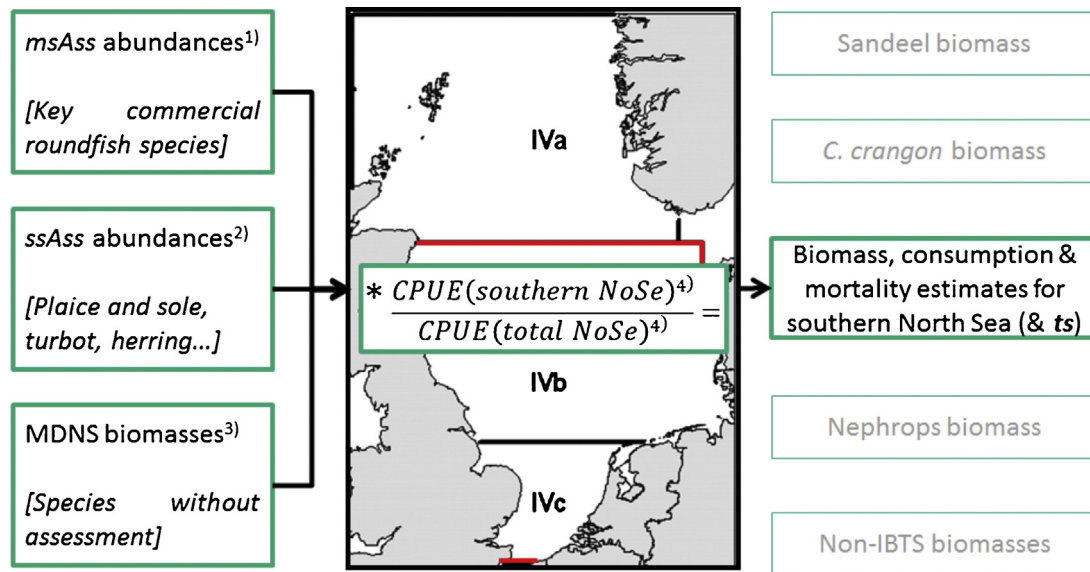 msAss abundances1)
[Key commercial
roundfish species]
ssAss abundances2)
[Plaice and sole,
turbot, herring...]
MDNS biomasses3)
[Species without
assessment]
IVa
* CPUE(southern NoSe)4)
CPUE(total NoSe)4) =
IVb
IVc
Sandeel biomass
C. crangon biomass
Biomass, consumption &
mortality estimates for
southern North Sea (& ts)
Nephrops biomass
Non-IBTS biomasses